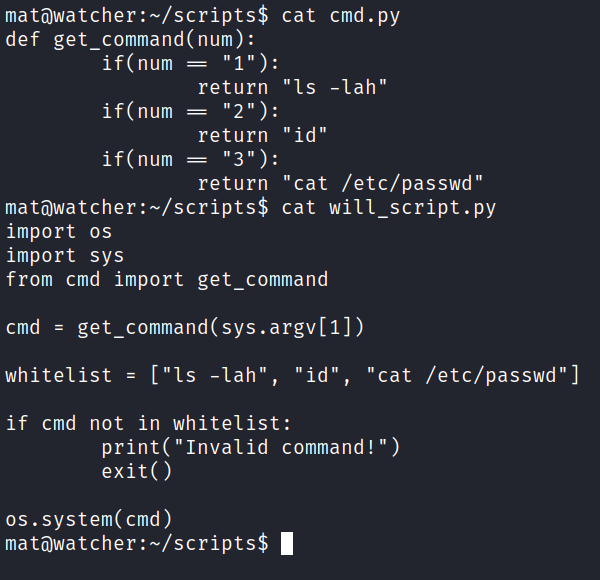 mat@watcher:~/scripts$ cat cmd.py
def get_command(num):
        if(num == "1"):
                return "ls -lah"
        if(num == "2"):
                return "id"
        if(num == "3"):
                return "cat /etc/passwd"
mat@watcher:~/scripts$ cat will_script.py
import os
import sys
from cmd import get_command

cmd = get_command(sys.argv[1])

whitelist = ["ls -lah", "id", "cat /etc/passwd"]

if cmd not in whitelist:
        print("Invalid command!")
        exit()

os.system(cmd)
mat@watcher:~/scripts$